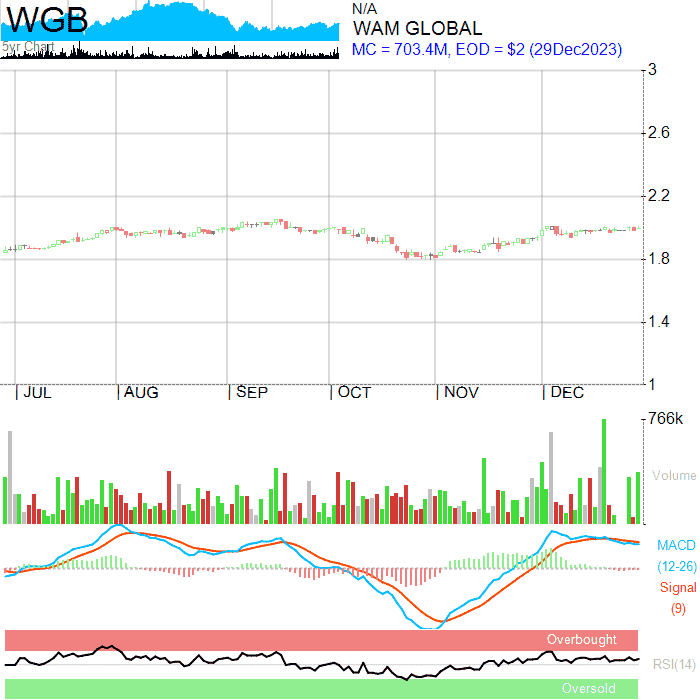 WGB
5yr Chart
N/A
WAM GLOBAL
MC = 703.4M, EOD = $2 (29Dec2023)
3
2.6
2.2
1.8
1.4
1
JUL AUG SEP OCT NOV DEC
766k
Volume
MACD
(12-26)
Signal
(9)
Overbought
RSI(14)
Oversold